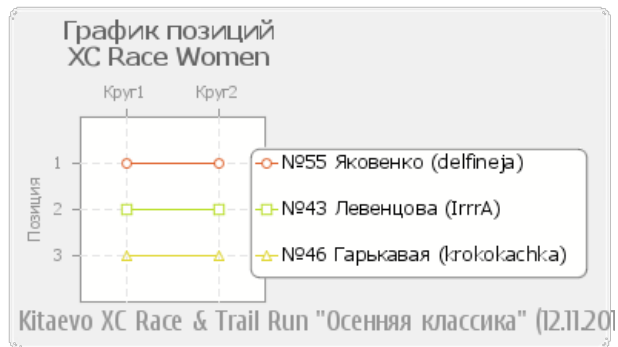 График позиций
XC Race Women
Круг1 Круг2
Позиция
1
2
3
№55 Яковенко (delfineja)
№43 Левенцова (IrrrA)
№46 Гарькавая (krokokachka)
Kitaevo XC Race & Trail Run "Осенняя классика" (12.11.201